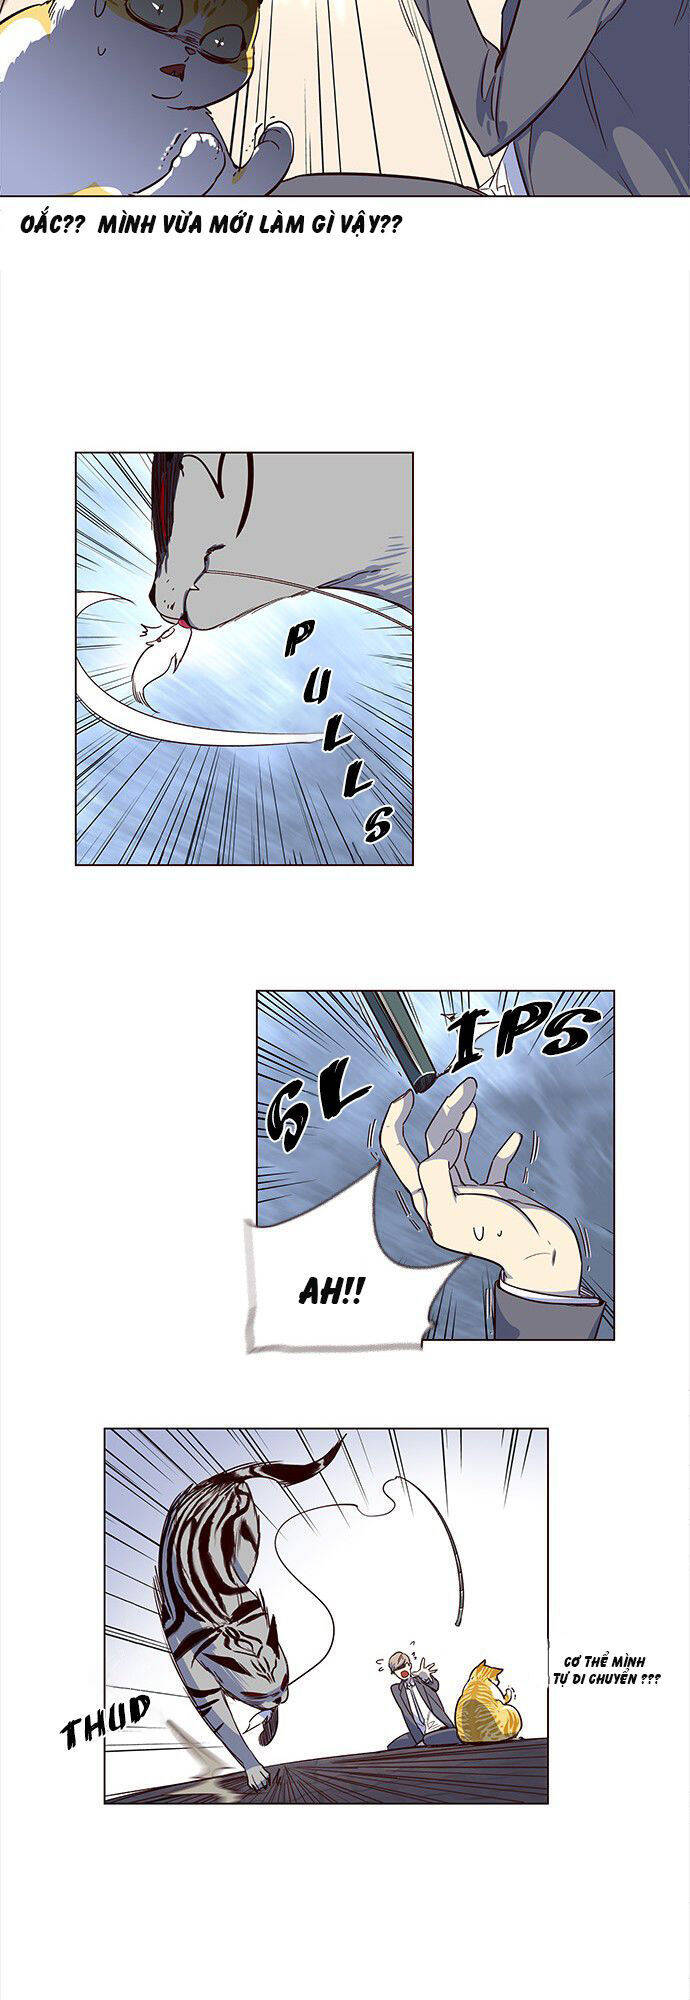 OẮC?? MÌNH VỪA MỚI LÀM GÌ VẬY??
PULLS
SLIPS
AH!!
CƠ THỂ MÌNH
TỰ DI CHUYỂN ???
THUD